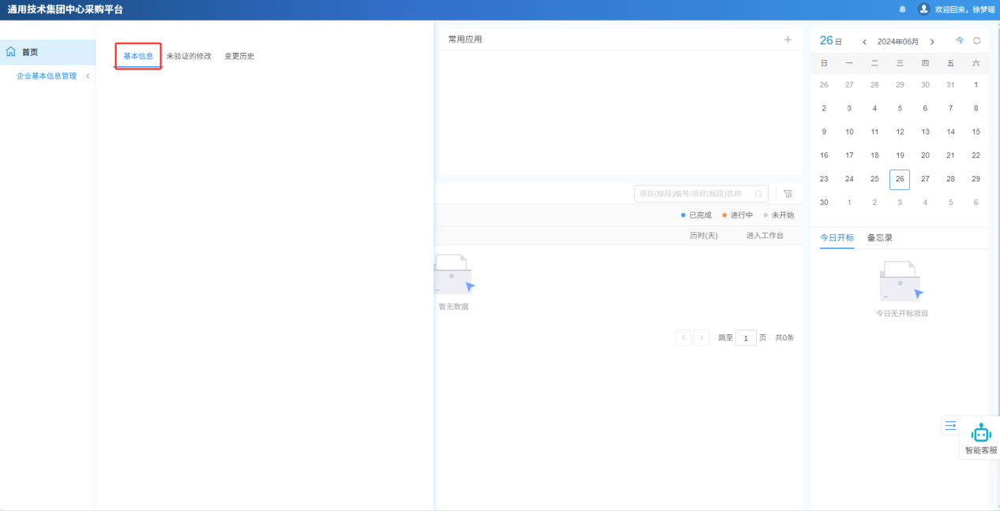 通用技术集团中心采购平台
欢迎回来，徐梦瑶
首页
企业基本信息管理
基本信息 未验证的修改 变更历史
常用应用
项目(标段)编号/项目(标段)名称
已完成 进行中 未开始
历时(天) 进入工作台
暂无数据
跳至 1 页 共0条
26日 2024年06月 今
日 一 二 三 四 五 六
26 27 28 29 30 31 1
2 3 4 5 6 7 8
9 10 11 12 13 14 15
16 17 18 19 20 21 22
23 24 25 26 27 28 29
30 1 2 3 4 5 6
今日开标 备忘录
今日无开标项目
智能客服